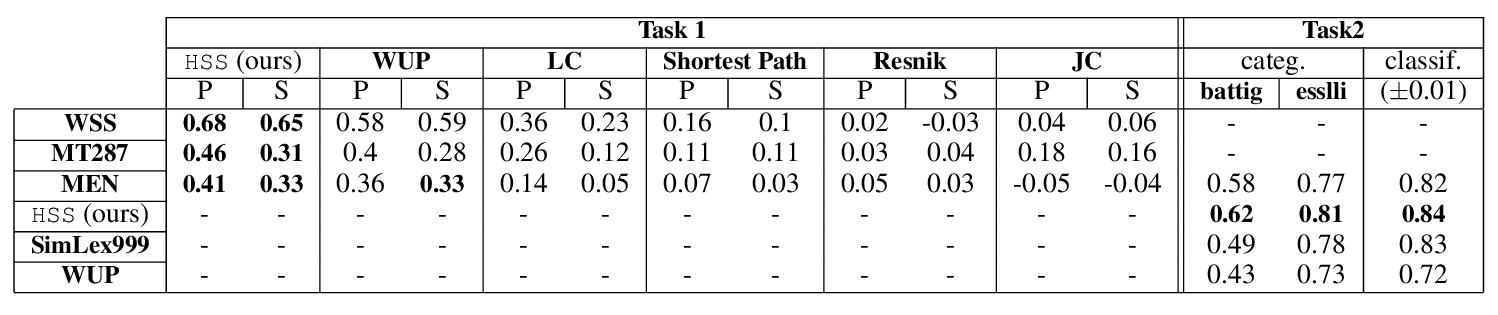 Task 1 Task2
HSS (ours) WUP LC Shortest Path Resnik JC categ. classif.
P S P S P S P S P S P S battig esslli (±0.01)
WSS 0.68 0.65 0.58 0.59 0.36 0.23 0.16 0.1 0.02 -0.03 0.04 0.06 - - -
MT287 0.46 0.31 0.4 0.28 0.26 0.12 0.11 0.11 0.03 0.04 0.18 0.16 - - -
MEN 0.41 0.33 0.36 0.33 0.14 0.05 0.07 0.03 0.05 0.03 -0.05 -0.04 0.58 0.77 0.82
HSS (ours) - - - - - - - - - - - - 0.62 0.81 0.84
SimLex999 - - - - - - - - - - - - 0.49 0.78 0.83
WUP - - - - - - - - - - - - 0.43 0.73 0.72